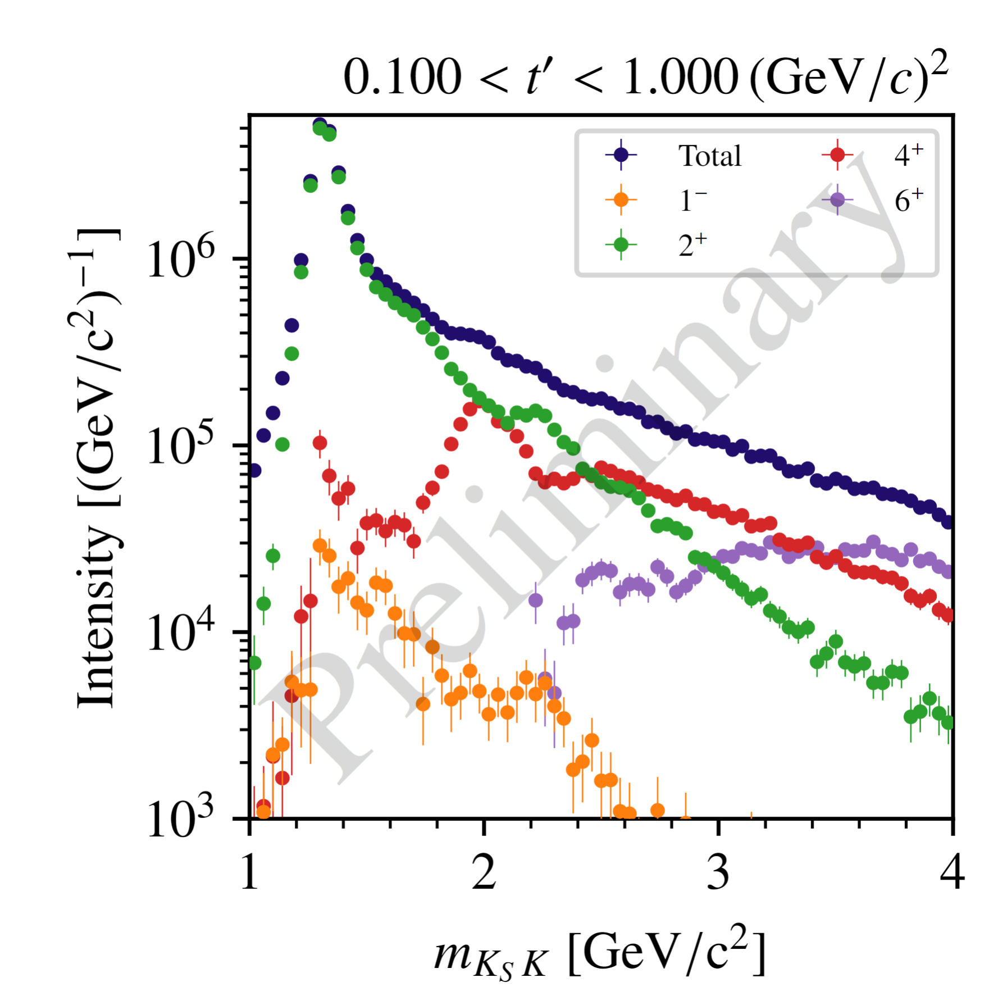 0.100 < t′ < 1.000 (GeV/c)²
Total
1⁻
2⁺
4⁺
6⁺
Preliminary
Intensity [(GeV/c²)⁻¹]
10⁶
10⁵
10⁴
10³
1 2 3 4
m_{K_S K} [GeV/c²]